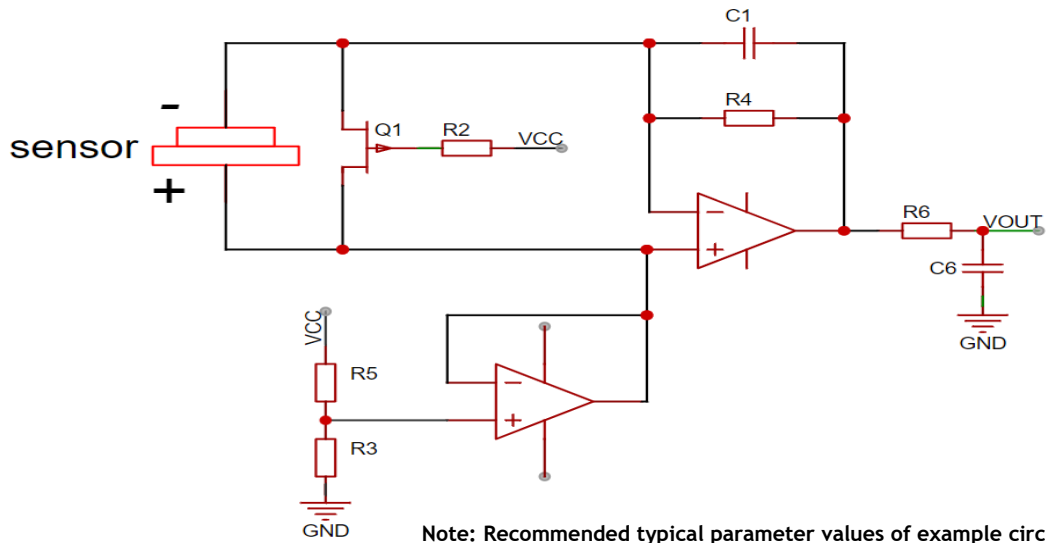 C1
R4
-
sensor
+
Q1
R2
VCC
−
+
R6
VOUT
C6
GND
VCC
R5
R3
−
+
GND
Note: Recommended typical parameter values of example circ